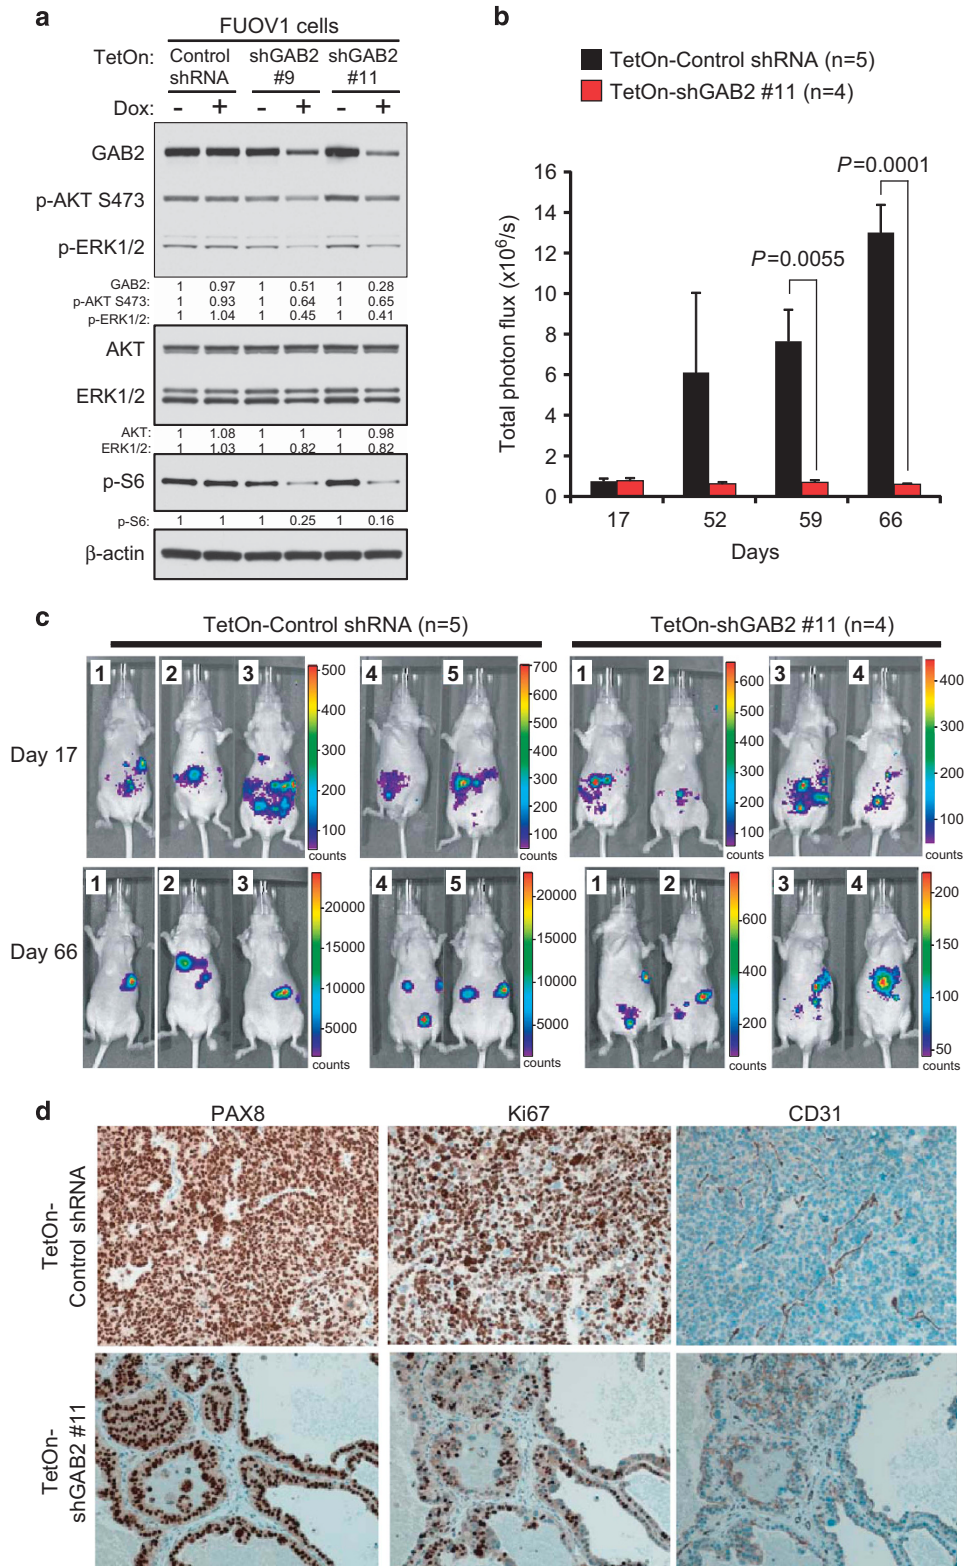 a
FUOV1 cells
TetOn: Control shRNA shGAB2 #9 shGAB2 #11
Dox: - + - + - +
GAB2
p-AKT S473
p-ERK1/2
GAB2: 1 0.97 1 0.51 1 0.28
p-AKT S473: 1 0.93 1 0.64 1 0.65
p-ERK1/2: 1 1.04 1 0.45 1 0.41
AKT
ERK1/2
AKT: 1 1.08 1 1 1 0.98
ERK1/2: 1 1.03 1 0.82 1 0.82
p-S6
p-S6: 1 1 1 0.25 1 0.16
β-actin
b
TetOn-Control shRNA (n=5)
TetOn-shGAB2 #11 (n=4)
Total photon flux (x10⁶/s)
16
14
12
10
8
6
4
2
0
P=0.0055
P=0.0001
17 52 59 66
Days
c
TetOn-Control shRNA (n=5) TetOn-shGAB2 #11 (n=4)
Day 17
1 2 3 4 5 1 2 3 4
500
400
300
200
100
counts
700
600
500
400
300
200
100
counts
600
500
400
300
200
100
counts
400
300
200
100
counts
Day 66
1 2 3 4 5 1 2 3 4
20000
15000
10000
5000
counts
20000
15000
10000
5000
counts
600
400
200
counts
200
150
100
50
counts
d
PAX8 Ki67 CD31
TetOn-
Control shRNA
TetOn-
shGAB2 #11